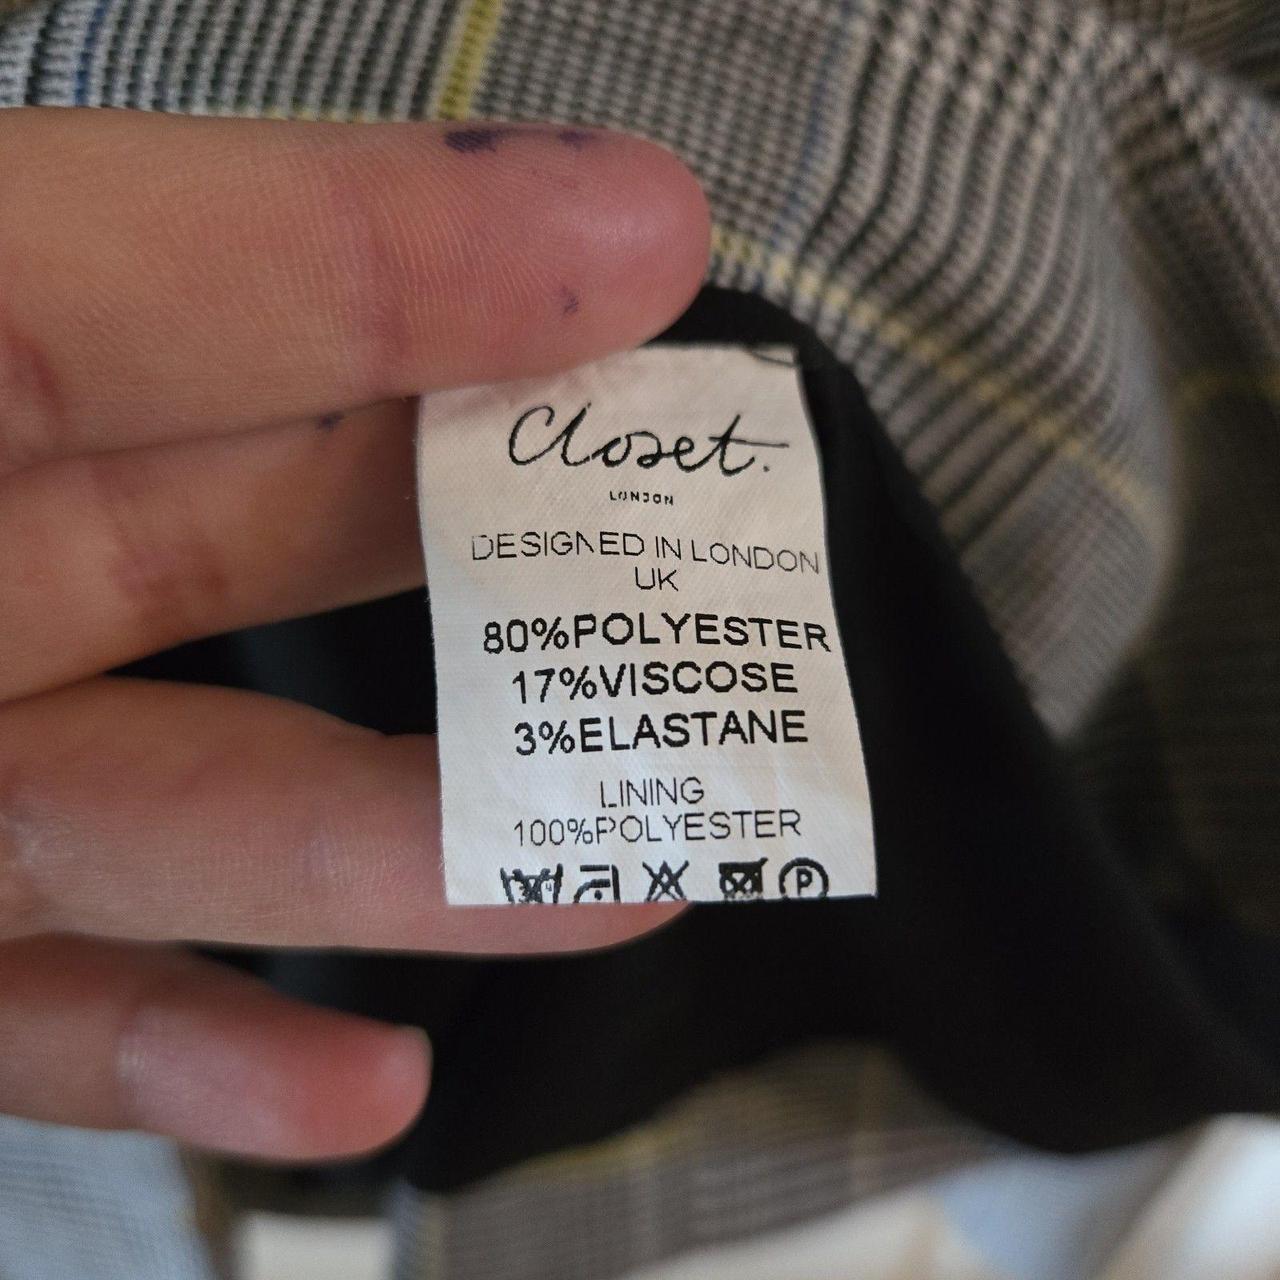 Closet.
LONDON
DESIGNED IN LONDON
UK
80%POLYESTER
17%VISCOSE
3%ELASTANE
LINING
100%POLYESTER
P